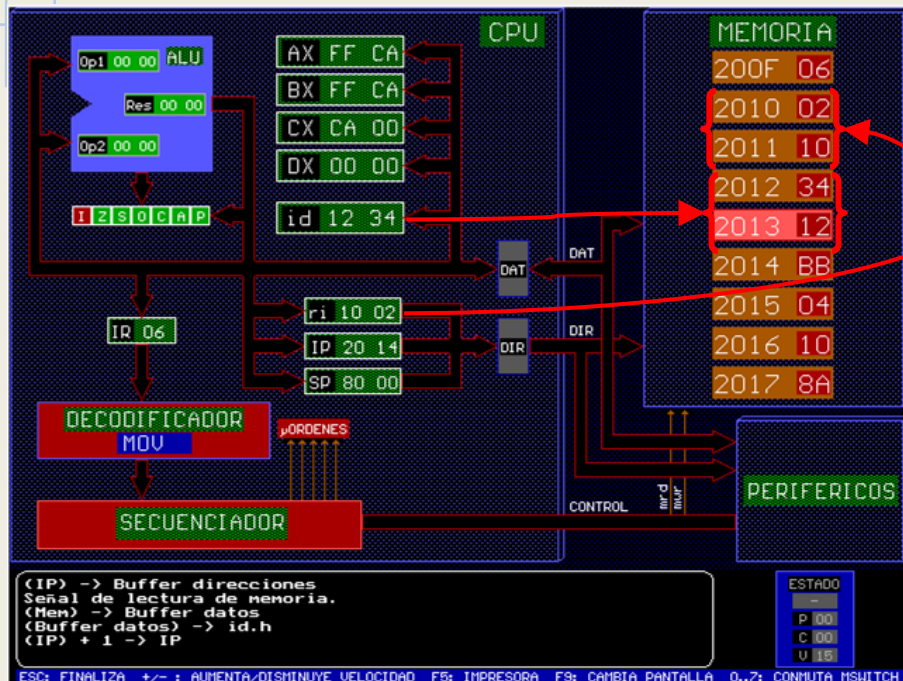 CPU
MEMORIA
Op1 00 00 ALU
Res 00 00
Op2 00 00
I Z S O C A P
AX FF CA
BX FF CA
CX CA 00
DX 00 00
id 12 34
ri 10 02
IP 20 14
SP 80 00
IR 06
DECODIFICADOR
MOV
µORDENES
SECUENCIADOR
DAT
DAT
DIR
DIR
CONTROL
mrd
mwr
200F 06
2010 02
2011 10
2012 34
2013 12
2014 BB
2015 04
2016 10
2017 8A
PERIFERICOS
(IP) -> Buffer direcciones
Señal de lectura de memoria.
(Mem) -> Buffer datos
(Buffer datos) -> id.h
(IP) + 1 -> IP
ESTADO
-
P 00
C 00
V 15
ESC: FINALIZA +/- : AUMENTA/DISMINUYE VELOCIDAD F5: IMPRESORA F9: CAMBIA PANTALLA 0..7: CONMUTA MSWITCH